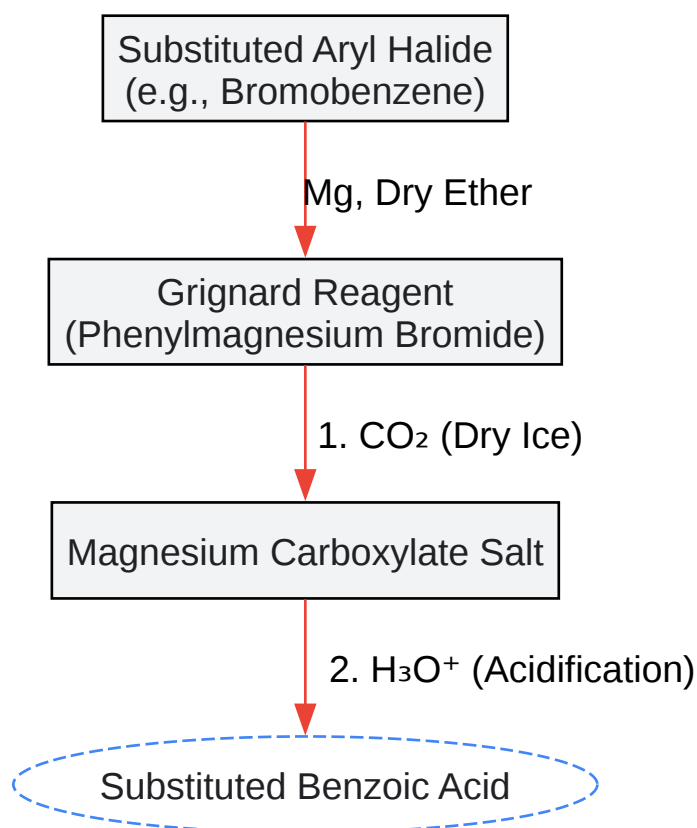 Substituted Aryl Halide
(e.g., Bromobenzene)
Mg, Dry Ether
Grignard Reagent
(Phenylmagnesium Bromide)
1. CO₂ (Dry Ice)
Magnesium Carboxylate Salt
2. H₃O⁺ (Acidification)
Substituted Benzoic Acid